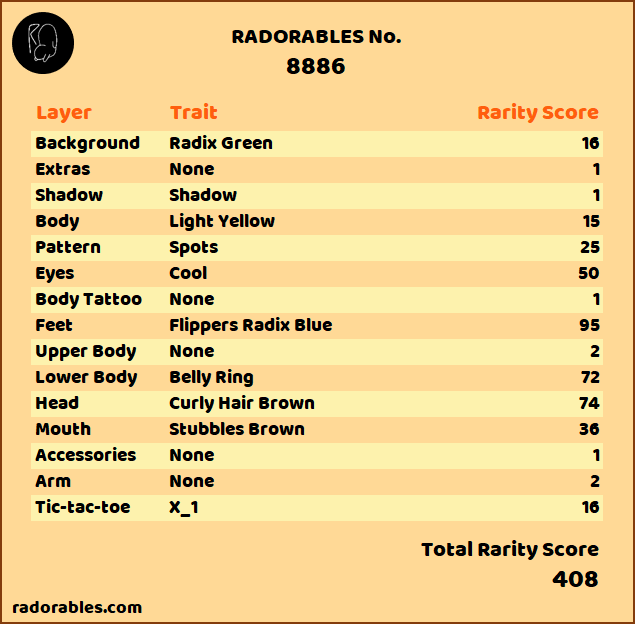 RADORABLES No.
8886
Layer Trait Rarity Score
Background Radix Green 16
Extras None 1
Shadow Shadow 1
Body Light Yellow 15
Pattern Spots 25
Eyes Cool 50
Body Tattoo None 1
Feet Flippers Radix Blue 95
Upper Body None 2
Lower Body Belly Ring 72
Head Curly Hair Brown 74
Mouth Stubbles Brown 36
Accessories None 1
Arm None 2
Tic-tac-toe X_1 16
Total Rarity Score
408
radorables.com